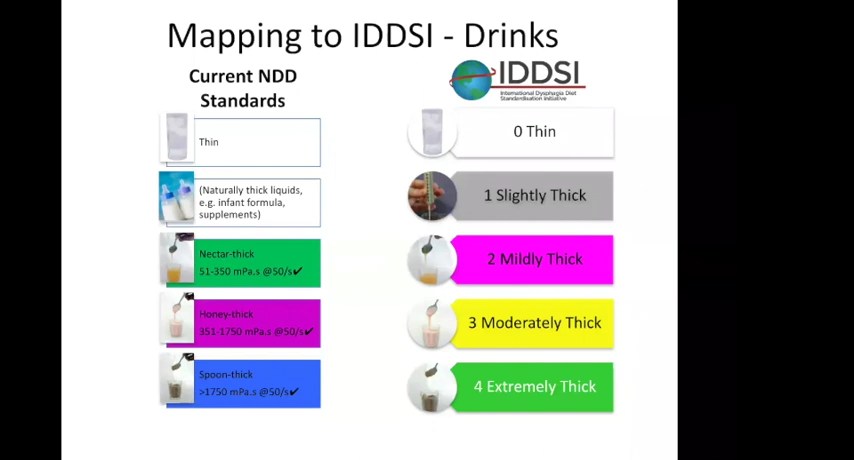 Mapping to IDDSI - Drinks
Current NDD
Standards
Thin
(Naturally thick liquids,
e.g. infant formula,
supplements)
Nectar-thick
51-350 mPa.s @50/s✔
Honey-thick
351-1750 mPa.s @50/s✔
Spoon-thick
>1750 mPa.s @50/s✔
IDDSI
International Dysphagia Diet
Standardisation Initiative
0 Thin
1 Slightly Thick
2 Mildly Thick
3 Moderately Thick
4 Extremely Thick